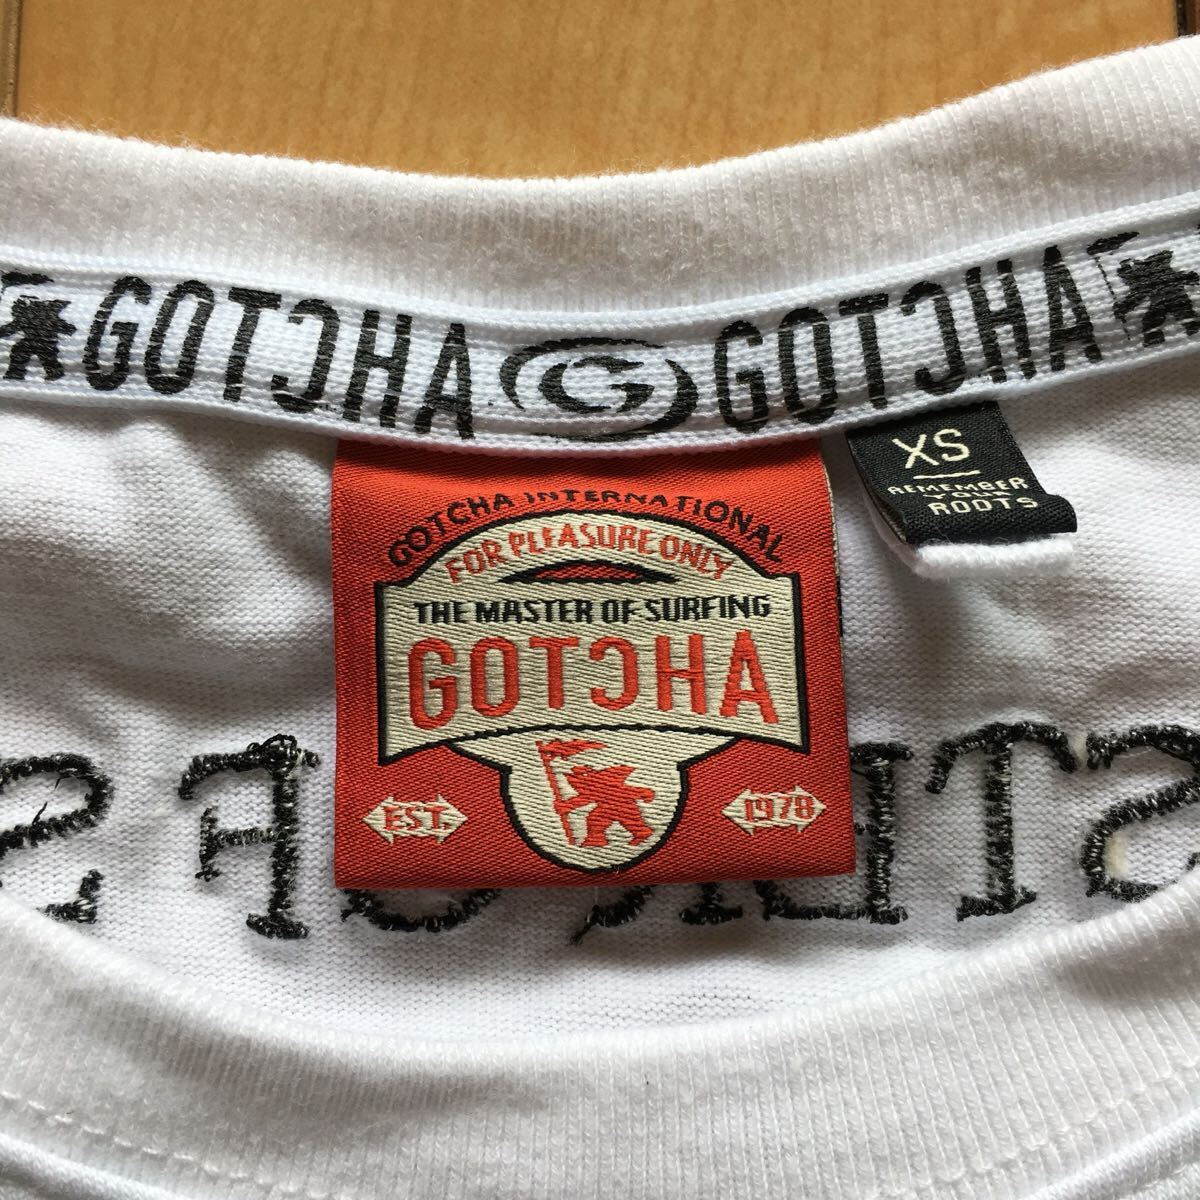 GOTCHA G GOTCHA
XS
REMEMBER
YOUR
ROOTS
GOTCHA INTERNATIONAL
FOR PLEASURE ONLY
THE MASTER OF SURFING
GOTCHA
EST. 1978